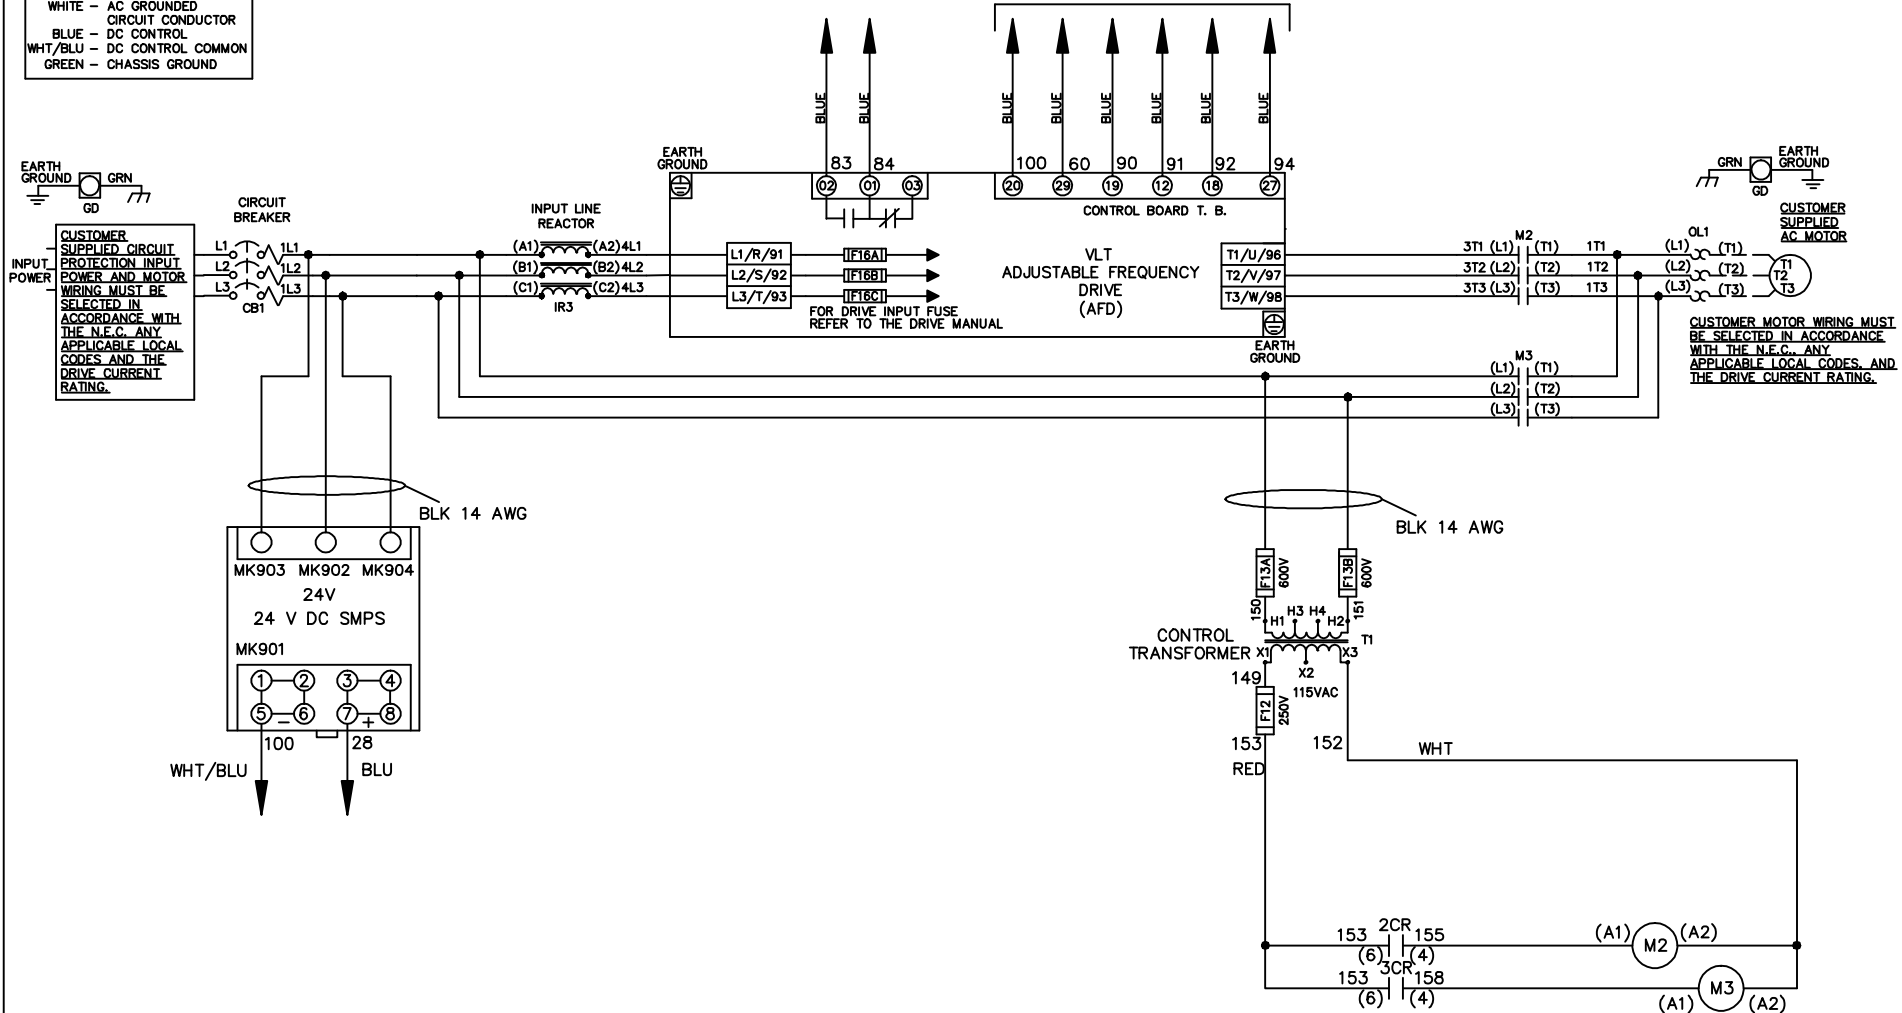 WHITE – AC GROUNDED
CIRCUIT CONDUCTOR
BLUE – DC CONTROL
WHT/BLU – DC CONTROL COMMON
GREEN – CHASSIS GROUND
BLUE
BLUE
BLUE
BLUE
BLUE
BLUE
BLUE
BLUE
EARTH
GROUND
GRN
GD
CIRCUIT
BREAKER
INPUT LINE
REACTOR
EARTH
GROUND
83 84
02 01 03
100 60 90 91 92 94
20 29 19 12 18 27
CONTROL BOARD T. B.
GRN
EARTH
GROUND
GD
CUSTOMER
SUPPLIED
AC MOTOR
INPUT
POWER
CUSTOMER
SUPPLIED CIRCUIT
PROTECTION INPUT
POWER AND MOTOR
WIRING MUST BE
SELECTED IN
ACCORDANCE WITH
THE N.E.C. ANY
APPLICABLE LOCAL
CODES AND THE
DRIVE CURRENT
RATING.
L1 1L1
L2 1L2
L3 1L3
CB1
(A1) (A2) 4L1
(B1) (B2) 4L2
(C1) (C2) 4L3
IR3
L1/R/91 F16A
L2/S/92 F16B
L3/T/93 F16C
FOR DRIVE INPUT FUSE
REFER TO THE DRIVE MANUAL
VLT
ADJUSTABLE FREQUENCY
DRIVE
(AFD)
T1/U/96
T2/V/97
T3/W/98
EARTH
GROUND
M2
3T1 (L1) (T1) 1T1
3T2 (L2) (T2) 1T2
3T3 (L3) (T3) 1T3
OL1
(L1) (T1)
(L2) (T2)
(L3) (T3)
T1
T2
T3
CUSTOMER MOTOR WIRING MUST
BE SELECTED IN ACCORDANCE
WITH THE N.E.C., ANY
APPLICABLE LOCAL CODES, AND
THE DRIVE CURRENT RATING.
M3
(L1) (T1)
(L2) (T2)
(L3) (T3)
BLK 14 AWG
MK903 MK902 MK904
24V
24 V DC SMPS
MK901
1 2 3 4
5 6 7 8
– +
100 28
WHT/BLU BLU
BLK 14 AWG
F13A 600V
F13B 600V
150 151
H1 H3 H4 H2
CONTROL
TRANSFORMER
T1
X1 X3
X2
149
115VAC
F12 250V
153 152
RED
WHT
2CR
153 155
(6) (4)
(A1) M2 (A2)
3CR
153 158
(6) (4)
(A1) M3 (A2)